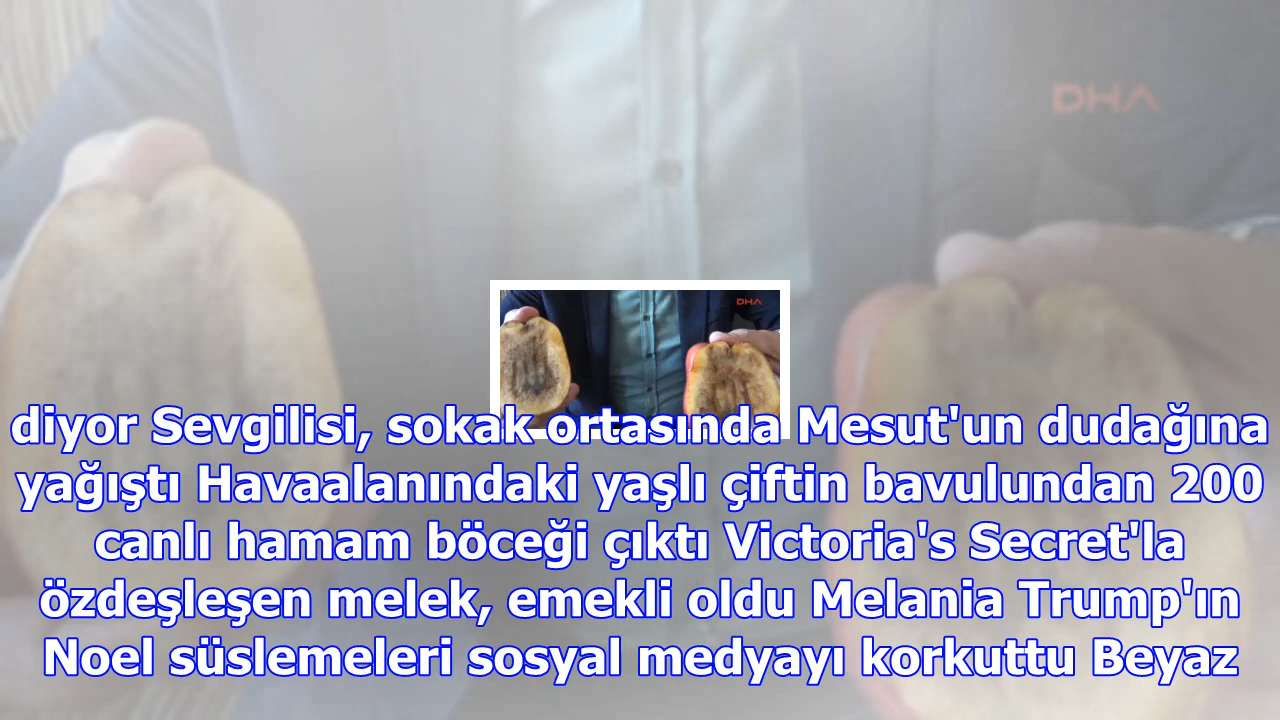 DHA
DHA
diyor Sevgilisi, sokak ortasında Mesut'un dudağına
yağıştı Havaalanındaki yaşlı çiftin bavulundan 200
canlı hamam böceği çıktı Victoria's Secret'la
özdeşleşen melek, emekli oldu Melania Trump'ın
Noel süslemeleri sosyal medyayı korkuttu Beyaz